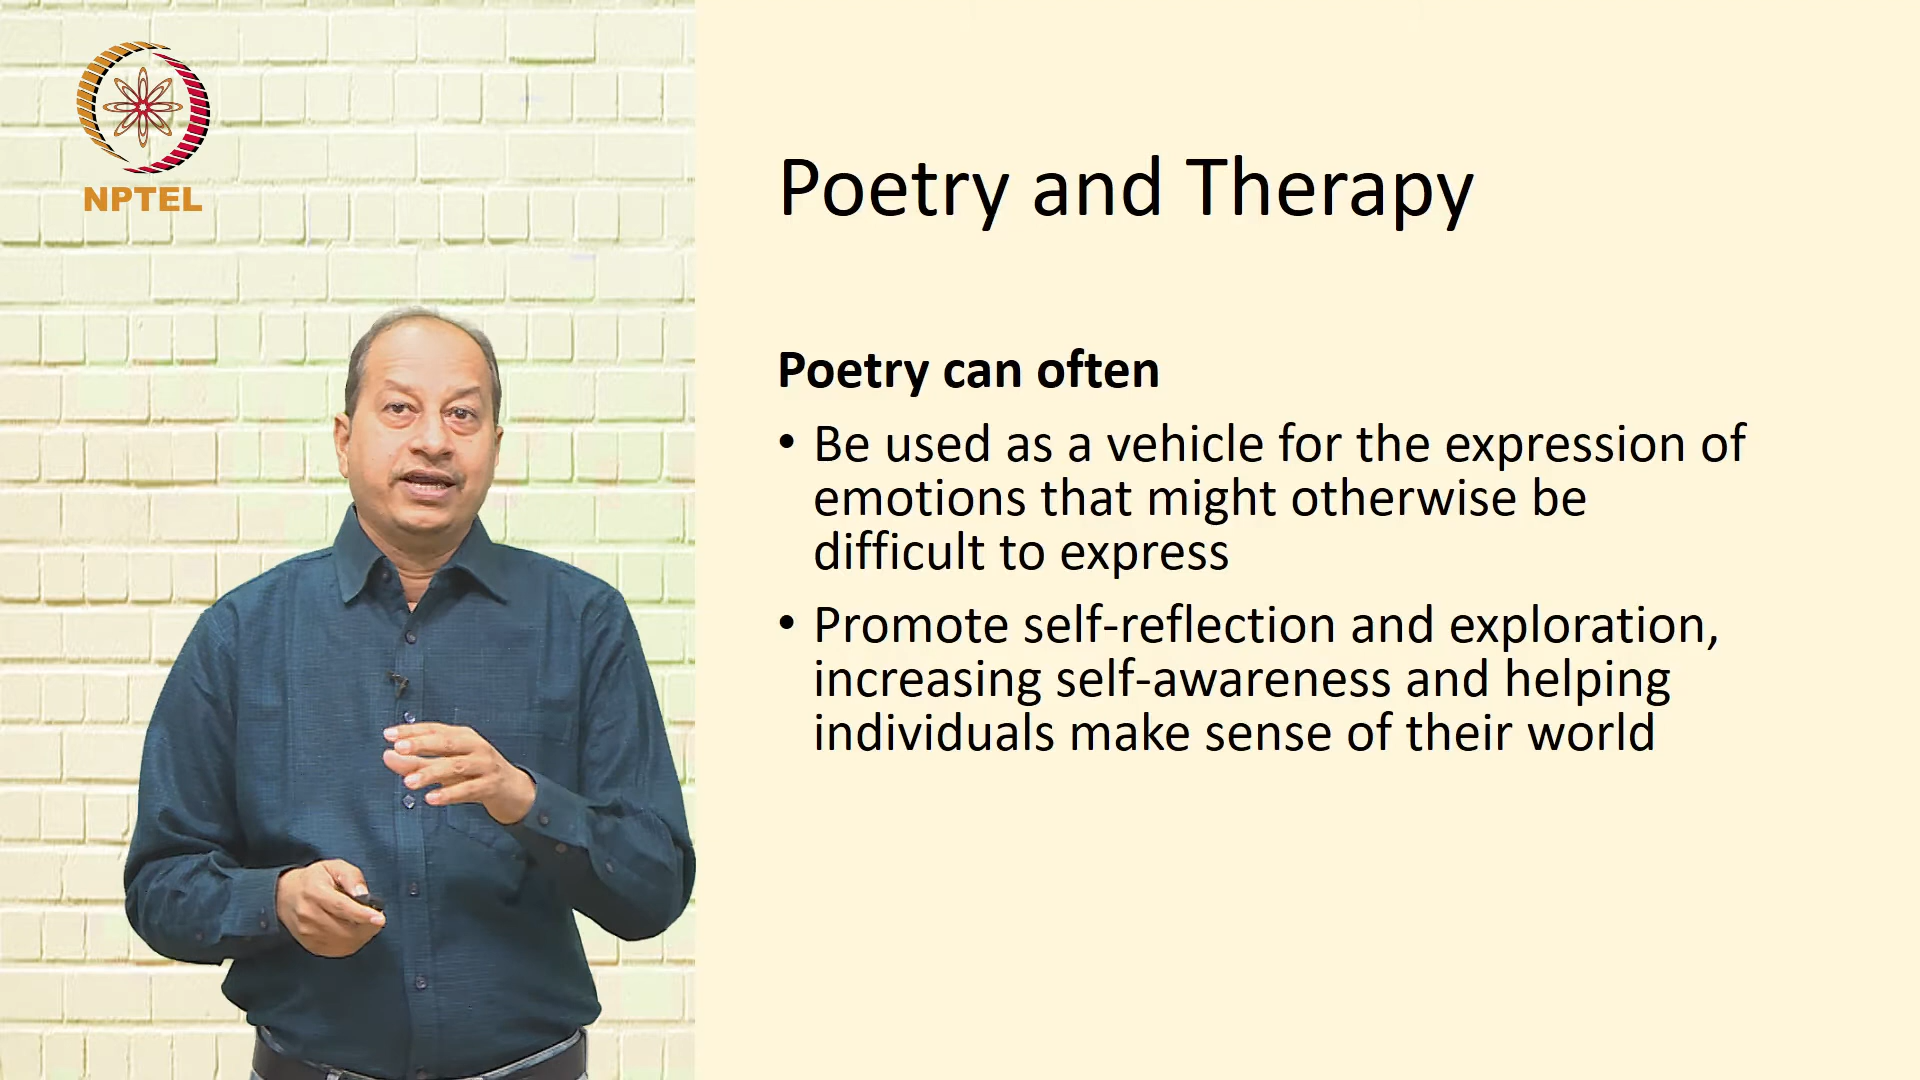 NPTEL
Poetry and Therapy
Poetry can often
• Be used as a vehicle for the expression of
emotions that might otherwise be
difficult to express
• Promote self-reflection and exploration,
increasing self-awareness and helping
individuals make sense of their world